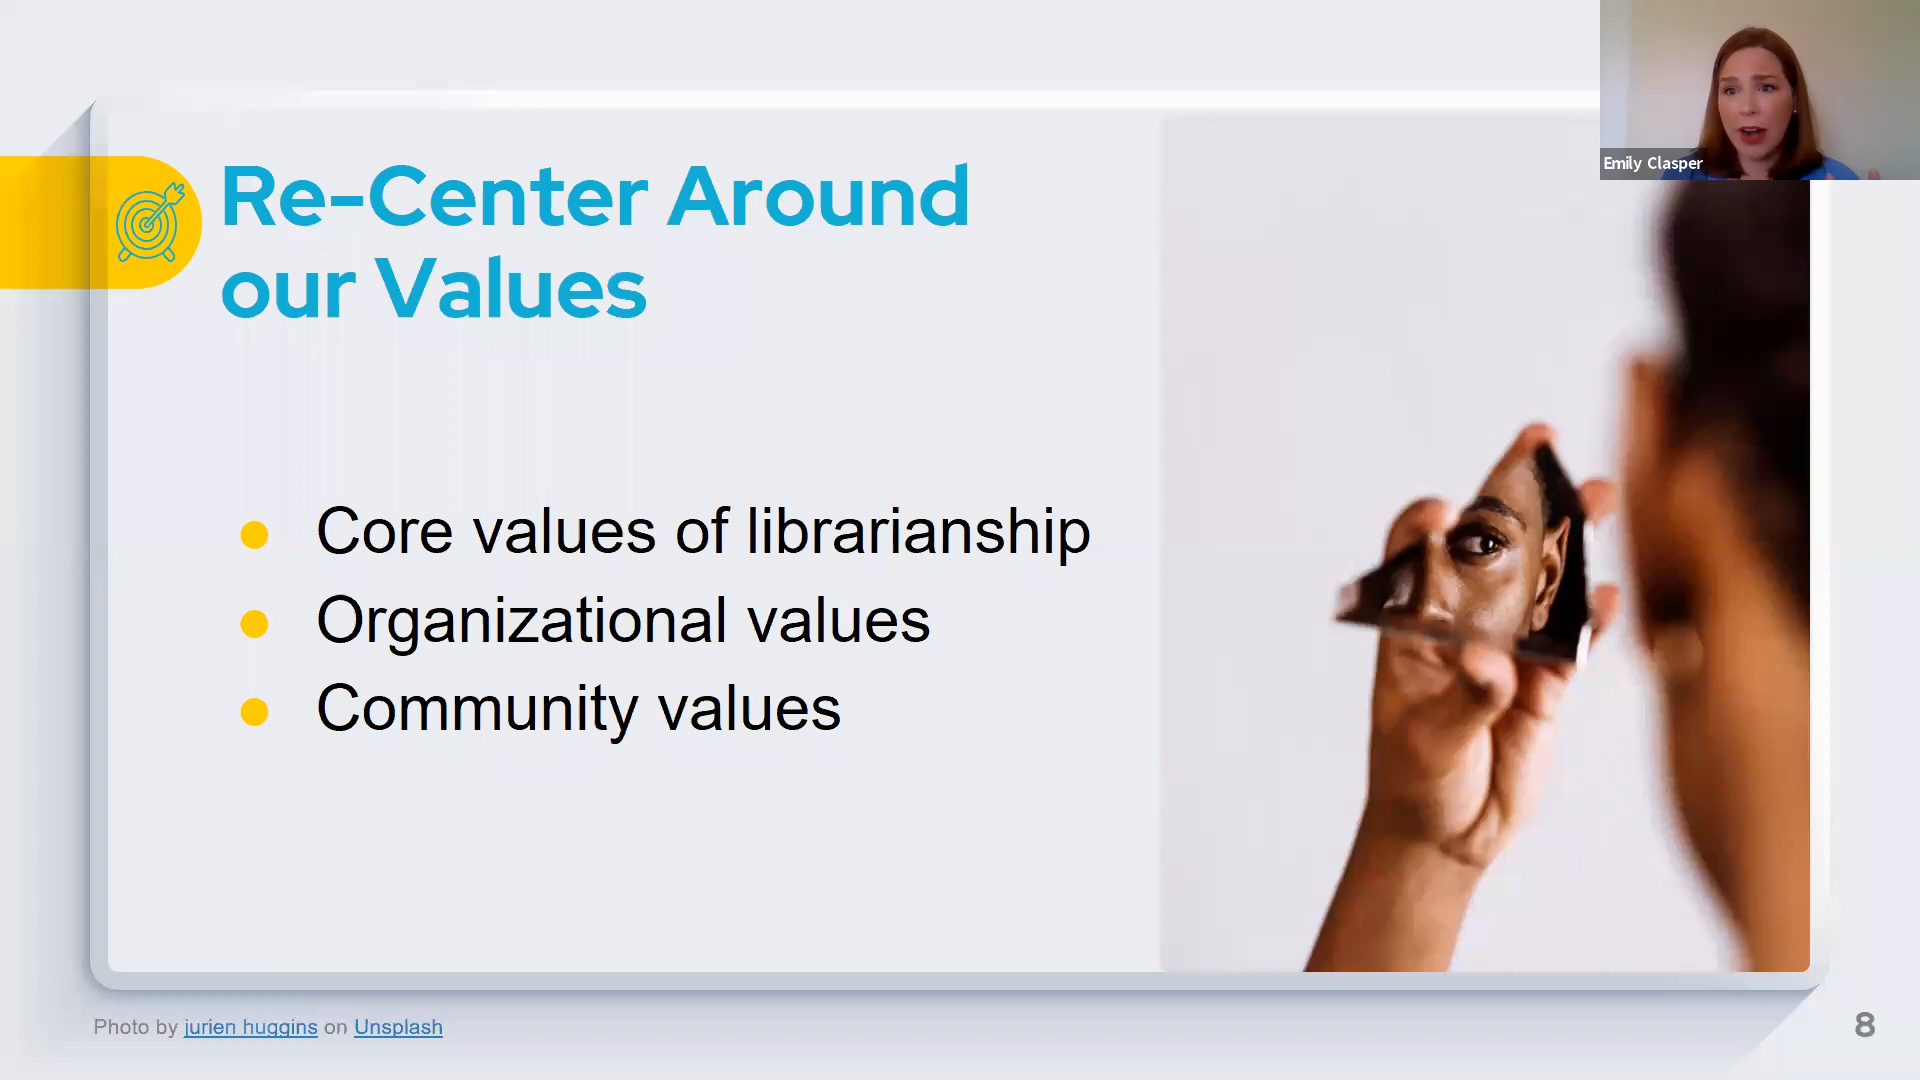 Emily Clasper
Re-Center Around
our Values
Core values of librarianship
Organizational values
Community values
Photo by jurien huggins on Unsplash
8